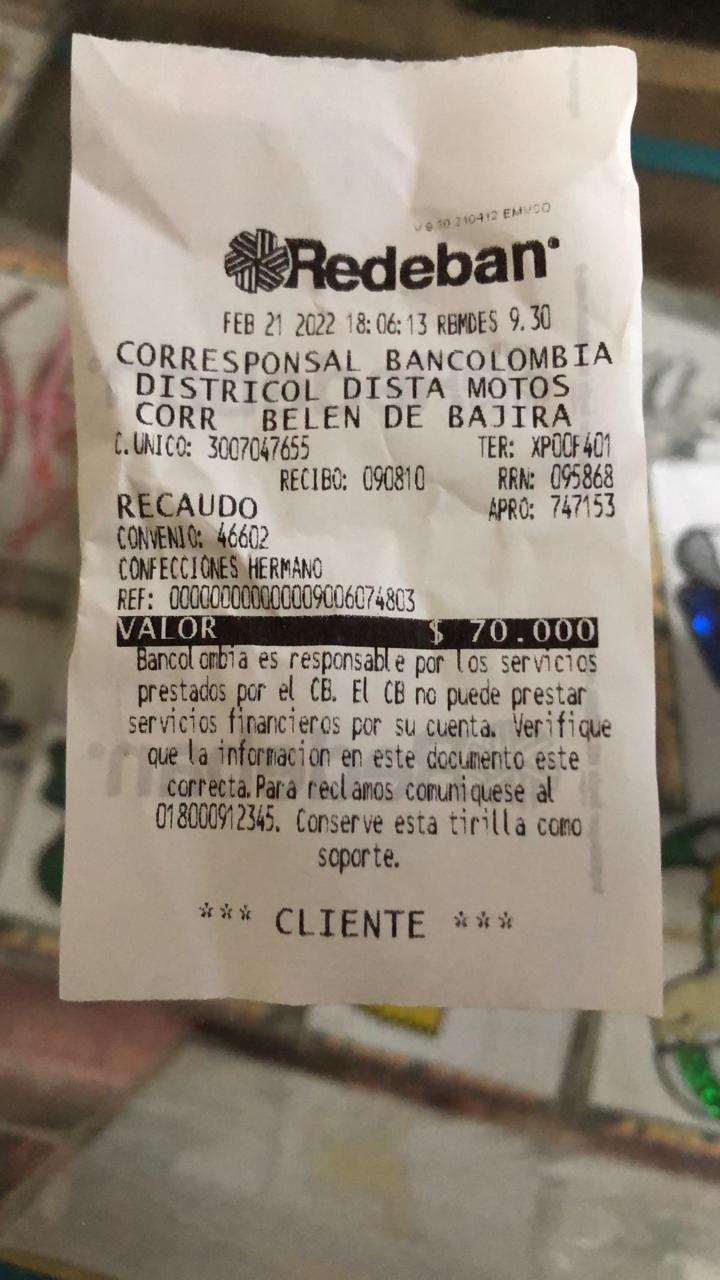 V 9.30 210412 EMVCO
Redeban
FEB 21 2022 18:06:13 RBMDES 9.30
CORRESPONSAL BANCOLOMBIA
DISTRICOL DISTA MOTOS
CORR BELEN DE BAJIRA
C.UNICO: 3007047655 TER: XP00F401
RECIBO: 090810 RRN: 095868
RECAUDO APRO: 747153
CONVENIO: 46602
CONFECCIONES HERMANO
REF: 000000000000009006074803
VALOR $ 70.000
Bancolombia es responsable por los servicios
prestados por el CB. El CB no puede prestar
servicios financieros por su cuenta. Verifique
que la informacion en este documento este
correcta.Para reclamos comuniquese al
018000912345. Conserve esta tirilla como
soporte.
*** CLIENTE ***